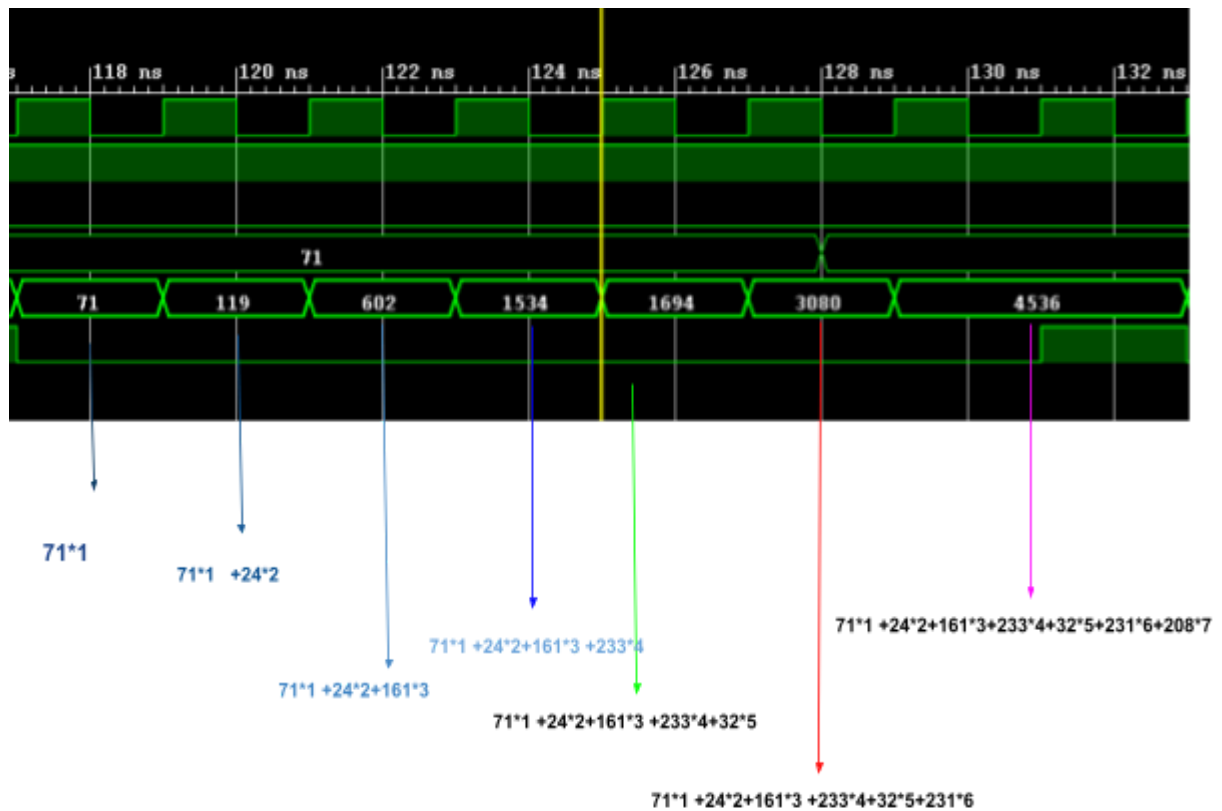 s 118 ns 120 ns 122 ns 124 ns 126 ns 128 ns 130 ns 132 ns
71
71 119 602 1534 1694 3080 4536
71*1
71*1 +24*2
71*1 +24*2+161*3+233*4+32*5+231*6+208*7
71*1 +24*2+161*3 +233*4
71*1 +24*2+161*3
71*1 +24*2+161*3 +233*4+32*5
71*1 +24*2+161*3 +233*4+32*5+231*6